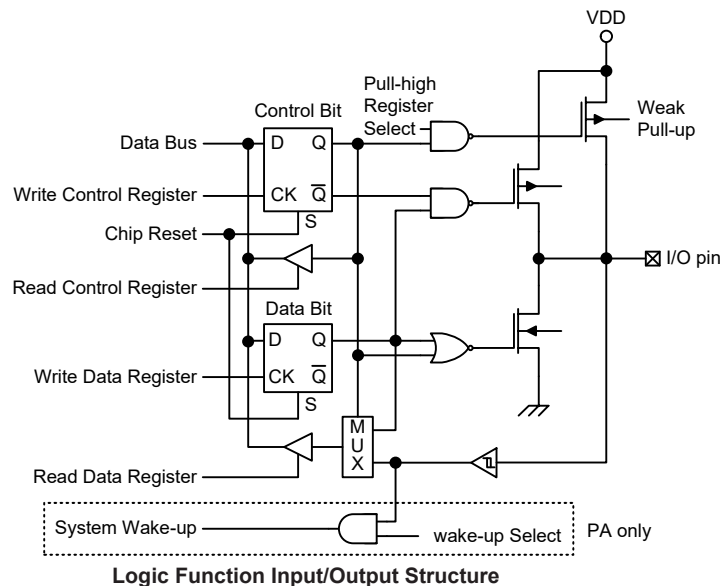 VDD
Pull-high
Register
Select
Weak
Pull-up
Control Bit
Data Bus
D Q
Write Control Register
CK Q
S
Chip Reset
I/O pin
Read Control Register
Data Bit
D Q
Write Data Register
CK Q
S
M
U
X
Read Data Register
System Wake-up
wake-up Select
PA only
Logic Function Input/Output Structure